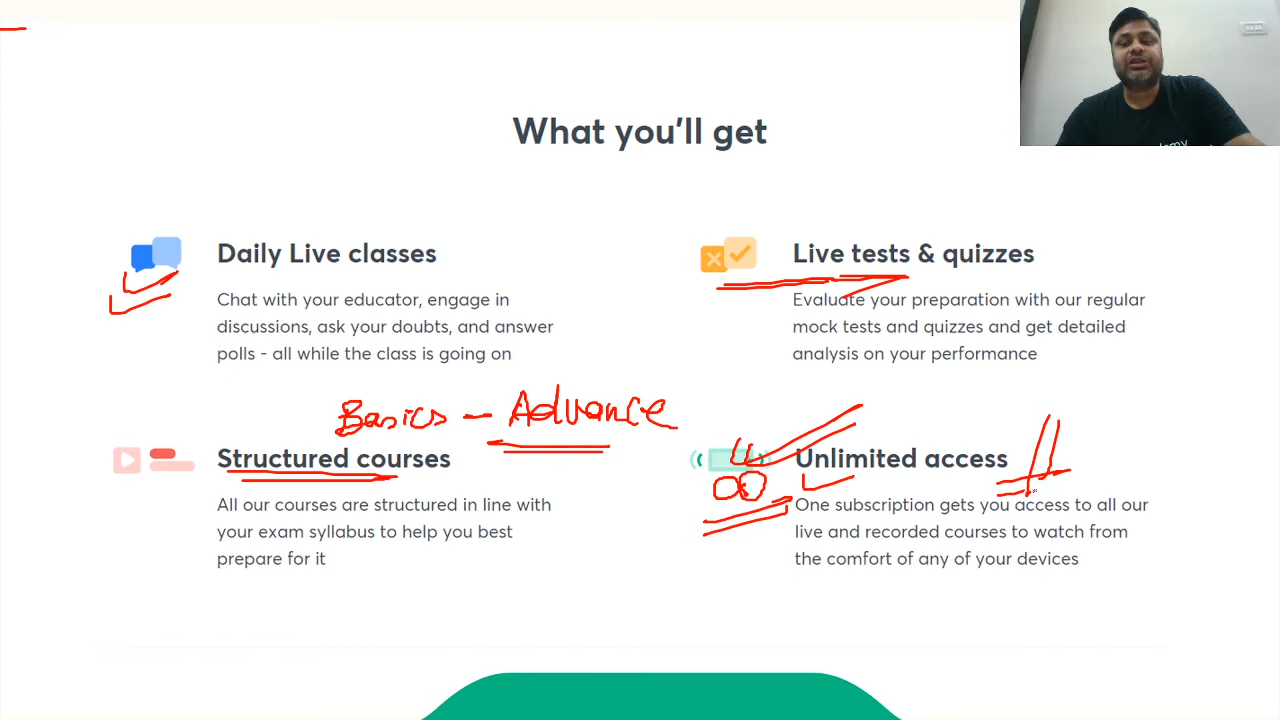 What you'll get
Daily Live classes
Chat with your educator, engage in
discussions, ask your doubts, and answer
polls - all while the class is going on
Live tests & quizzes
Evaluate your preparation with our regular
mock tests and quizzes and get detailed
analysis on your performance
Basics - Advance
Structured courses
All our courses are structured in line with
your exam syllabus to help you best
prepare for it
Unlimited access
One subscription gets you access to all our
live and recorded courses to watch from
the comfort of any of your devices